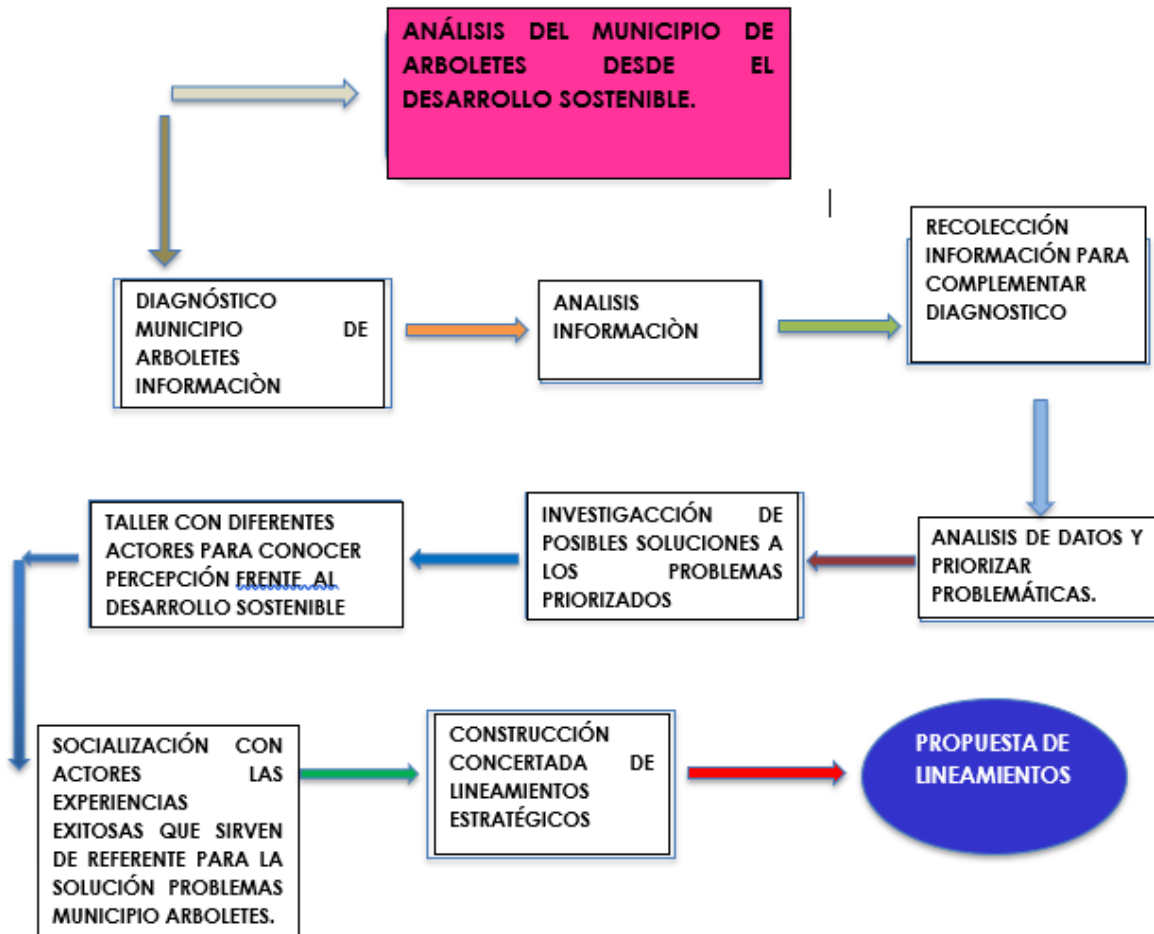 ANÁLISIS DEL MUNICIPIO DE
ARBOLETES DESDE EL
DESARROLLO SOSTENIBLE.
DIAGNÓSTICO
MUNICIPIO DE
ARBOLETES
INFORMACIÒN
ANALISIS
INFORMACIÒN
RECOLECCIÓN
INFORMACIÓN PARA
COMPLEMENTAR
DIAGNOSTICO
ANALISIS DE DATOS Y
PRIORIZAR
PROBLEMÁTICAS.
INVESTIGACCIÓN DE
POSIBLES SOLUCIONES A
LOS PROBLEMAS
PRIORIZADOS
TALLER CON DIFERENTES
ACTORES PARA CONOCER
PERCEPCIÓN FRENTE AL
DESARROLLO SOSTENIBLE
SOCIALIZACIÓN CON
ACTORES LAS
EXPERIENCIAS
EXITOSAS QUE SIRVEN
DE REFERENTE PARA LA
SOLUCIÓN PROBLEMAS
MUNICIPIO ARBOLETES.
CONSTRUCCIÓN
CONCERTADA DE
LINEAMIENTOS
ESTRATÉGICOS
PROPUESTA DE
LINEAMIENTOS